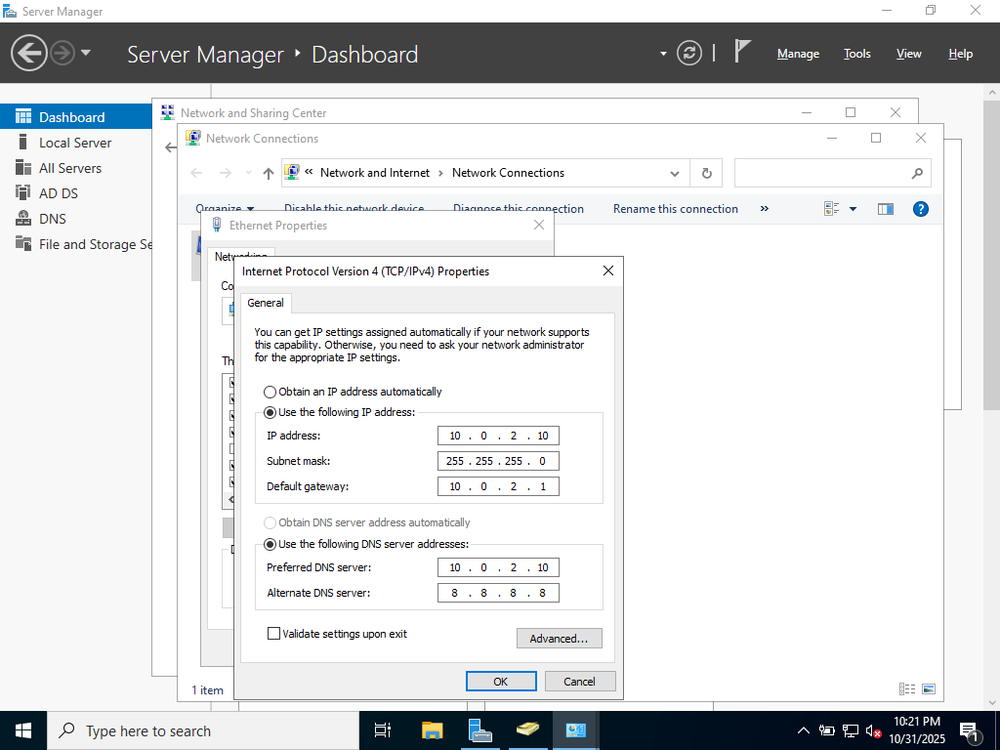 Server Manager
Server Manager ‣ Dashboard
Manage Tools View Help
Dashboard
Local Server
All Servers
AD DS
DNS
File and Storage Se
Network and Sharing Center
Network Connections
« Network and Internet › Network Connections
Organize Disable this network device Diagnose this connection Rename this connection »
Ethernet Properties
Networking
Co
Th
Internet Protocol Version 4 (TCP/IPv4) Properties
General
You can get IP settings assigned automatically if your network supports
this capability. Otherwise, you need to ask your network administrator
for the appropriate IP settings.
Obtain an IP address automatically
Use the following IP address:
IP address: 10 . 0 . 2 . 10
Subnet mask: 255 . 255 . 255 . 0
Default gateway: 10 . 0 . 2 . 1
Obtain DNS server address automatically
Use the following DNS server addresses:
Preferred DNS server: 10 . 0 . 2 . 10
Alternate DNS server: 8 . 8 . 8 . 8
Validate settings upon exit
Advanced...
OK Cancel
1 item
Type here to search
10:21 PM
10/31/2025
1